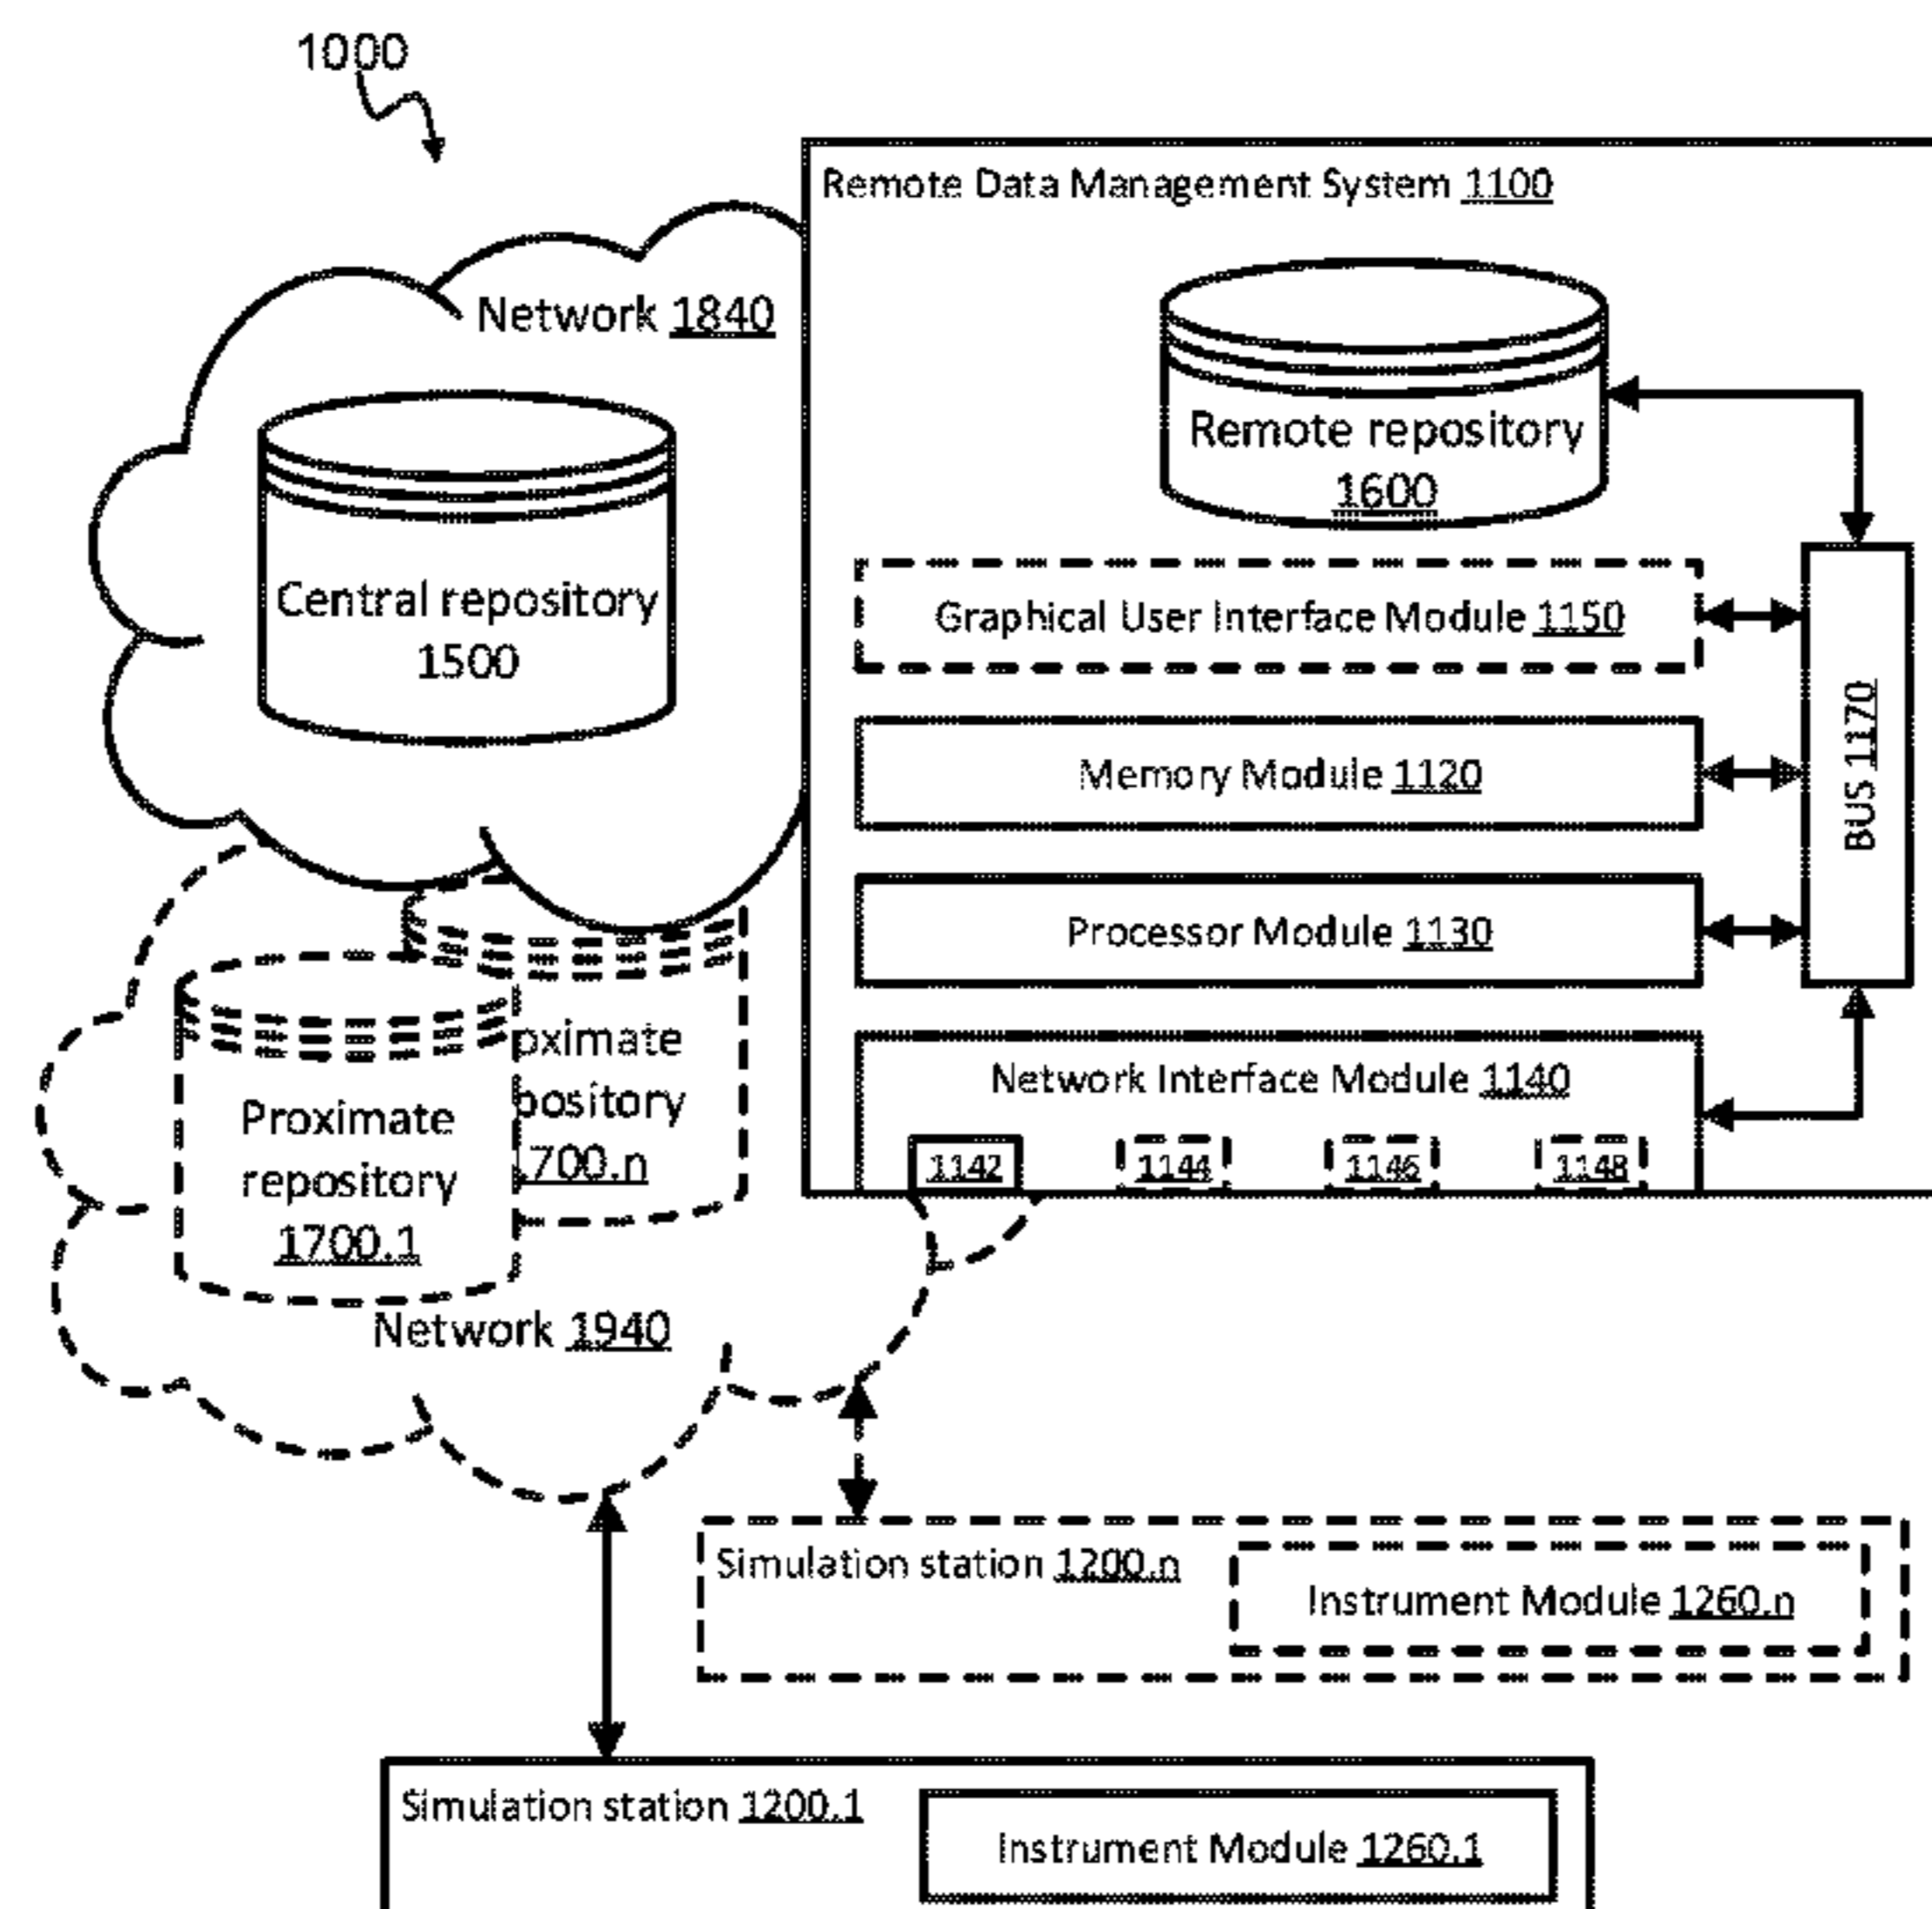 1000
Remote Data Management System 1100
Network 1840
Remote repository
1600
Central repository
1500
Graphical User Interface Module 1150
Memory Module 1120
BUS 1170
Processor Module 1130
Network Interface Module 1140
1142 1144 1146 1148
oximate
pository
700.n
Proximate
repository
1700.1
Network 1940
Simulation station 1200.n
Instrument Module 1260.n
Simulation station 1200.1
Instrument Module 1260.1